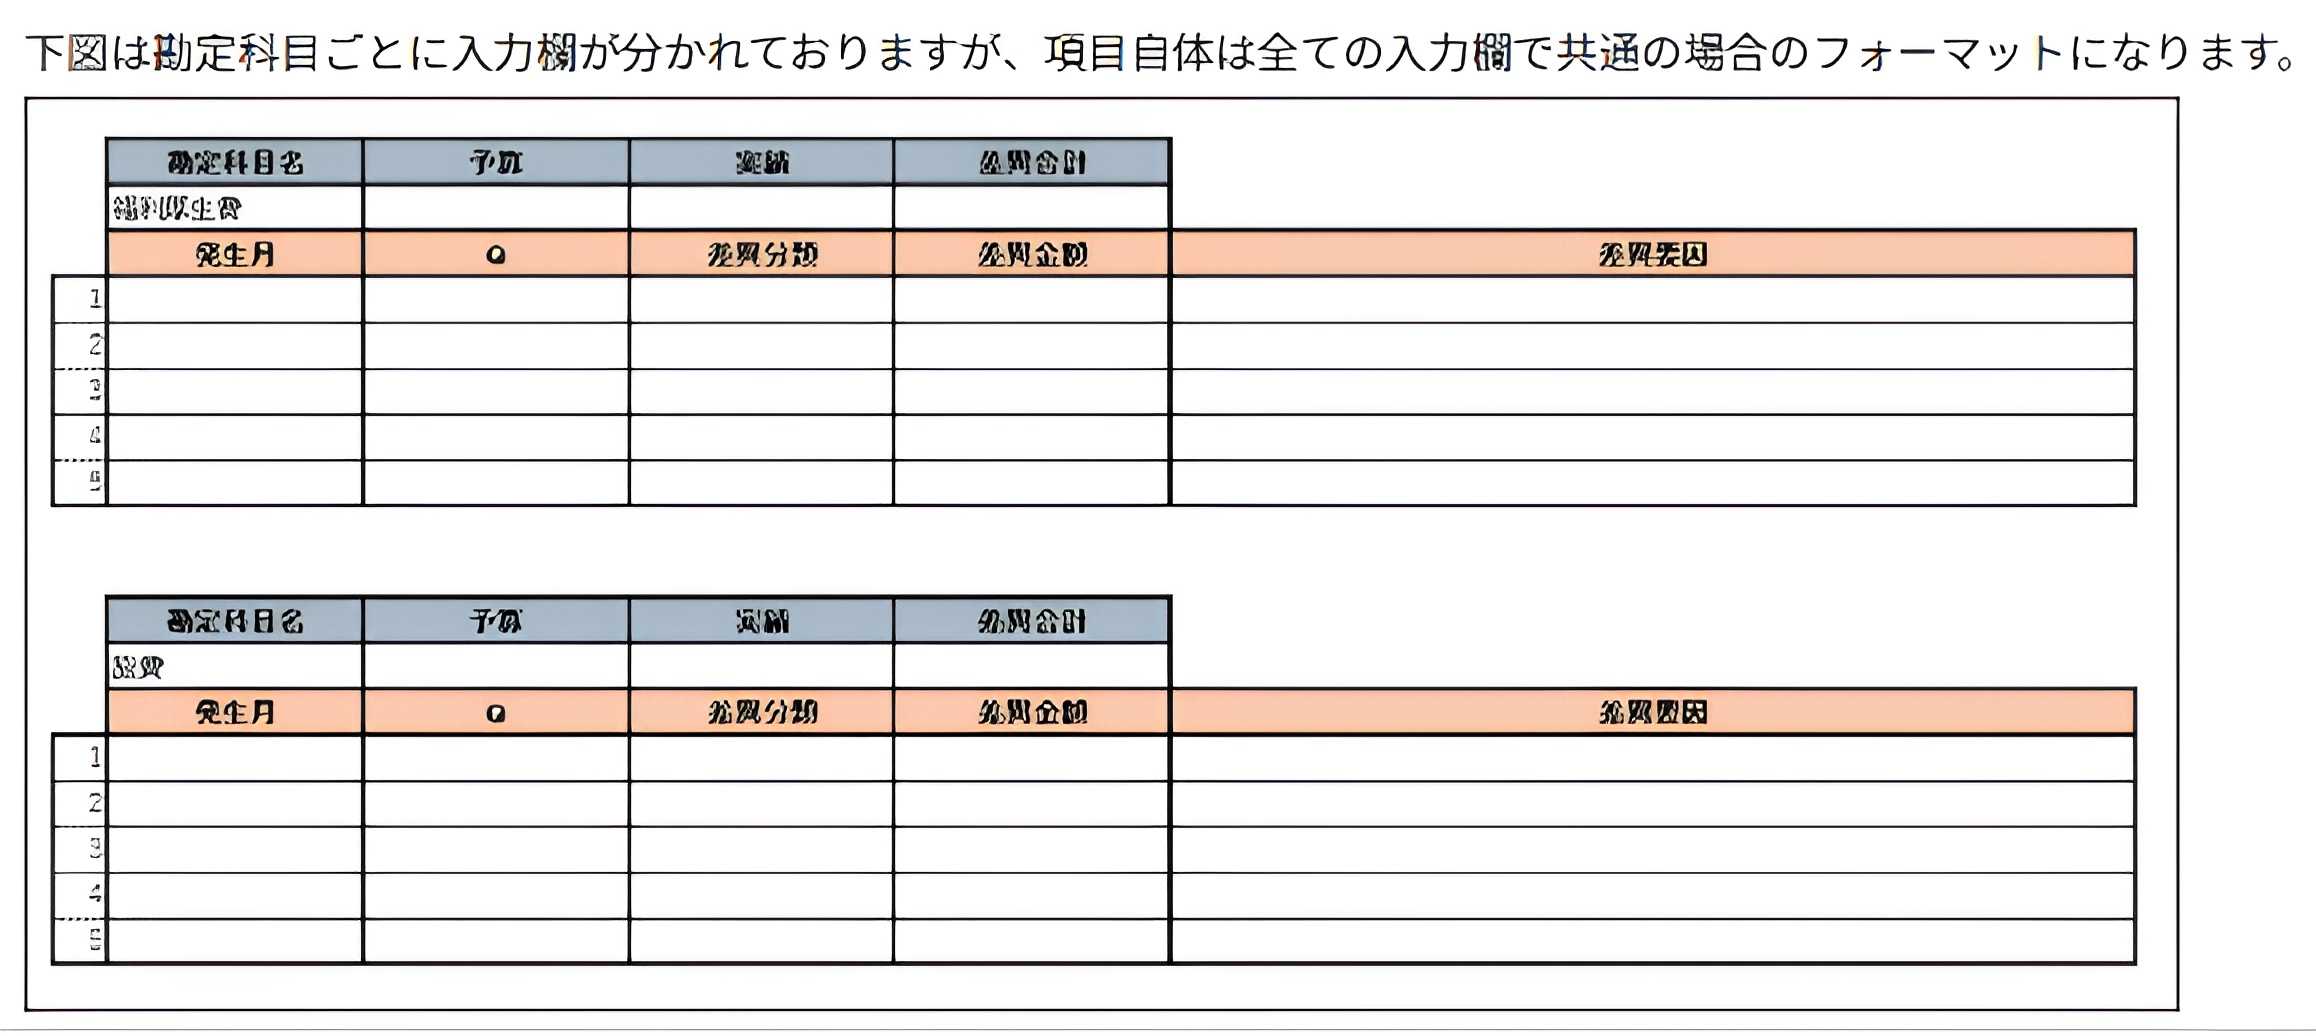 下図は勘定科目ごとに入力欄が分かれておりますが、項目自体は全ての入力欄で共通の場合のフォーマットになります。
勘定科目名 予算 実績 差異合計
福利厚生費
発生月 Q 差異分類 差異金額 差異要因
1
2
3
4
5
勘定科目名 予算 実績 差異合計
発生月 Q 差異分類 差異金額 差異要因
1
2
3
4
5